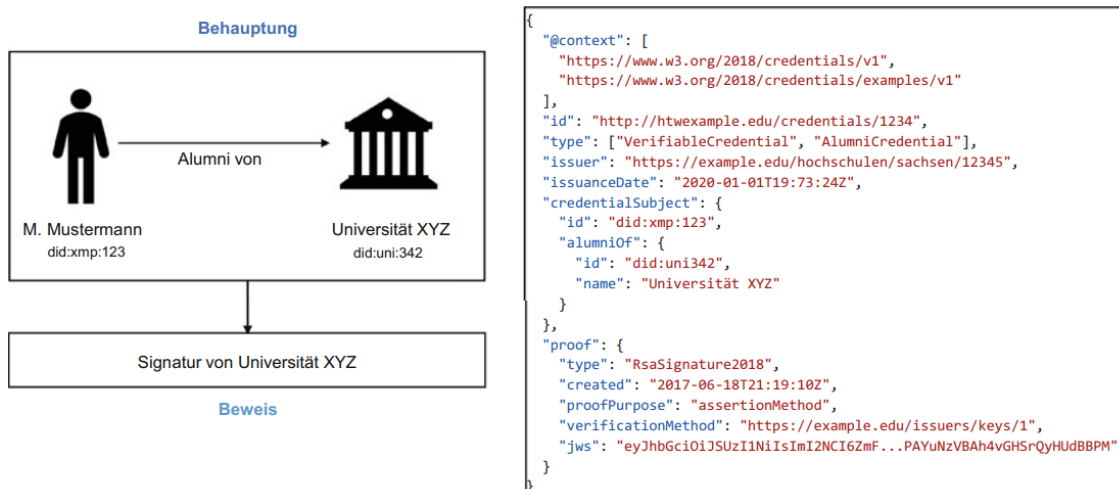 Behauptung
Alumni von
M. Mustermann
did:xmp:123
Universität XYZ
did:uni:342
Signatur von Universität XYZ
Beweis
{
"@context": [
"https://www.w3.org/2018/credentials/v1",
"https://www.w3.org/2018/credentials/examples/v1"
],
"id": "http://htwexample.edu/credentials/1234",
"type": ["VerifiableCredential", "AlumniCredential"],
"issuer": "https://example.edu/hochschulen/sachsen/12345",
"issuanceDate": "2020-01-01T19:73:24Z",
"credentialSubject": {
"id": "did:xmp:123",
"alumniOf": {
"id": "did:uni342",
"name": "Universität XYZ"
}
},
"proof": {
"type": "RsaSignature2018",
"created": "2017-06-18T21:19:10Z",
"proofPurpose": "assertionMethod",
"verificationMethod": "https://example.edu/issuers/keys/1",
"jws": "eyJhbGciOiJSUzI1NiIsImI2NCI6ZmF...PAYuNzVBAh4vGHSrQyHUdBBPM"
}
}